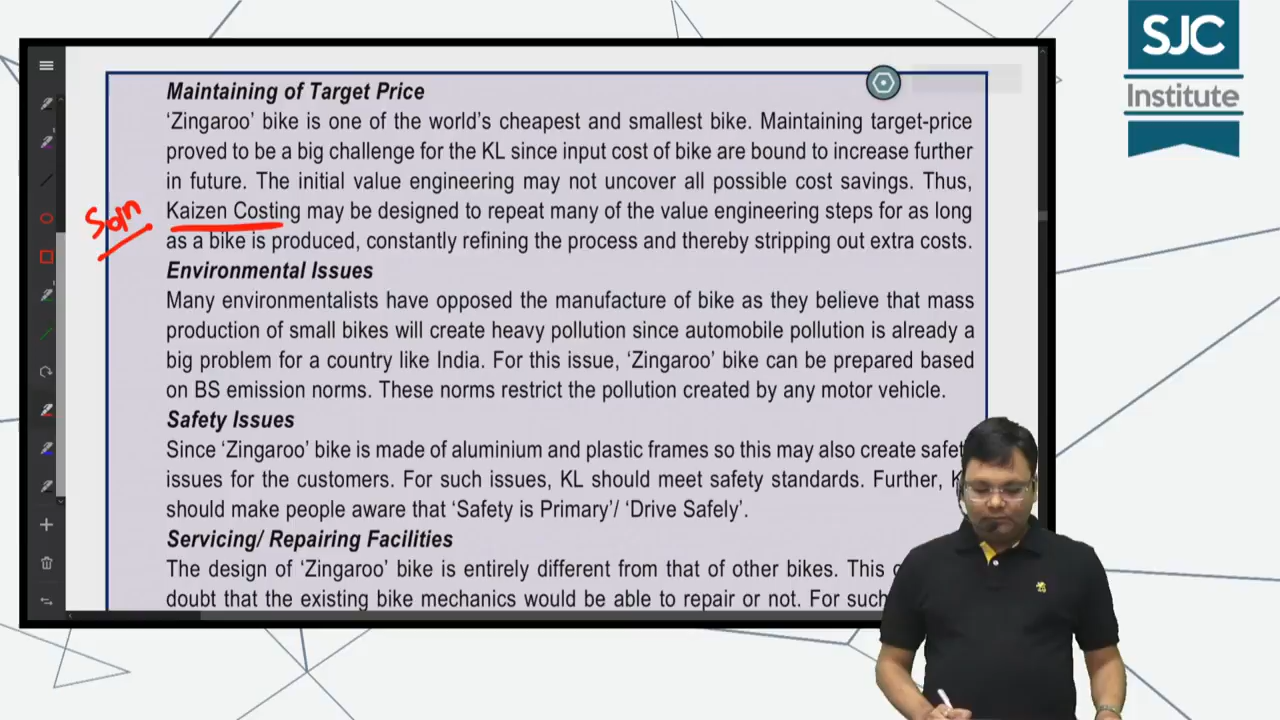 SJC
Institute
Maintaining of Target Price
‘Zingaroo’ bike is one of the world’s cheapest and smallest bike. Maintaining target-price
proved to be a big challenge for the KL since input cost of bike are bound to increase further
in future. The initial value engineering may not uncover all possible cost savings. Thus,
Soln
Kaizen Costing may be designed to repeat many of the value engineering steps for as long
as a bike is produced, constantly refining the process and thereby stripping out extra costs.
Environmental Issues
Many environmentalists have opposed the manufacture of bike as they believe that mass
production of small bikes will create heavy pollution since automobile pollution is already a
big problem for a country like India. For this issue, ‘Zingaroo’ bike can be prepared based
on BS emission norms. These norms restrict the pollution created by any motor vehicle.
Safety Issues
Since ‘Zingaroo’ bike is made of aluminium and plastic frames so this may also create safet
issues for the customers. For such issues, KL should meet safety standards. Further, K
should make people aware that ‘Safety is Primary’/ ‘Drive Safely’.
Servicing/ Repairing Facilities
The design of ‘Zingaroo’ bike is entirely different from that of other bikes. This
doubt that the existing bike mechanics would be able to repair or not. For such